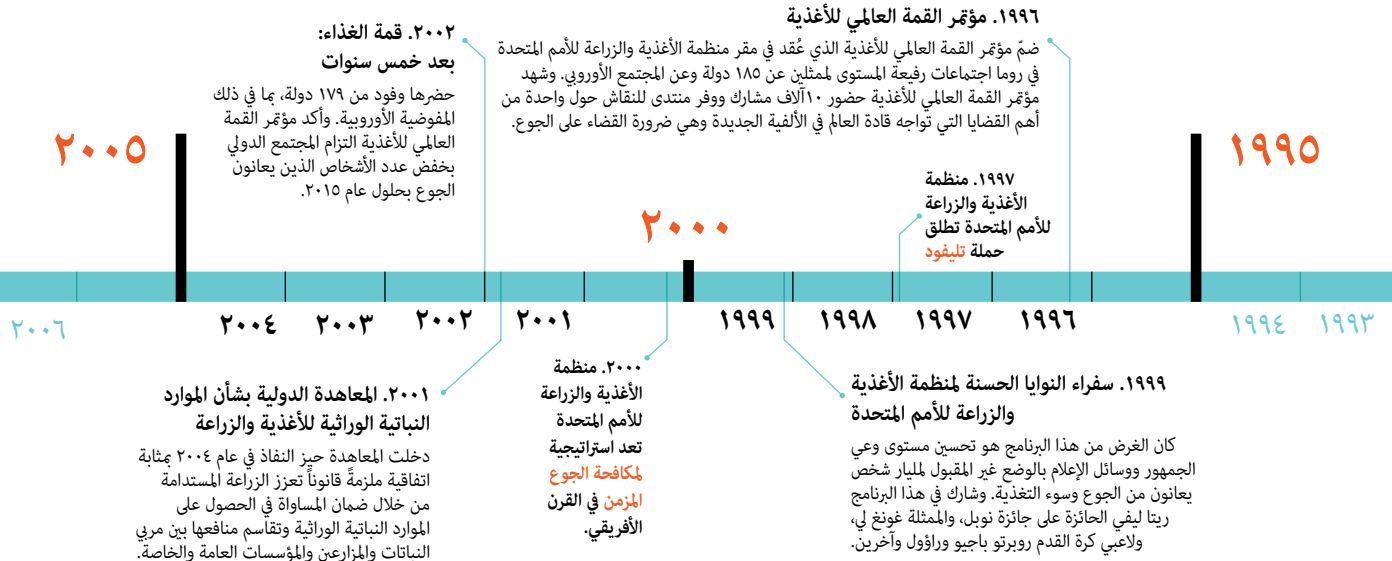 ١٩٩٦. مؤتمر القمة العالمي للأغذية
ضمّ مؤتمر القمة العالمي للأغذية الذي عُقد في مقر منظمة الأغذية والزراعة للأمم المتحدة
في روما اجتماعات رفيعة المستوى لممثلين عن ١٨٥ دولة وعن المجتمع الأوروبي. وشهد
مؤتمر القمة العالمي للأغذية حضور ١٠آلاف مشارك ووفر منتدى للنقاش حول واحدة من
أهم القضايا التي تواجه قادة العالم في الألفية الجديدة وهي ضرورة القضاء على الجوع.
٢٠٠٢. قمة الغذاء:
بعد خمس سنوات
حضرها وفود من ١٧٩ دولة، بما في ذلك
المفوضية الأوروبية. وأكد مؤتمر القمة
العالمي للأغذية التزام المجتمع الدولي
بخفض عدد الأشخاص الذين يعانون
الجوع بحلول عام ٢٠١٥.
١٩٩٥
٢٠٠٥
١٩٩٧. منظمة
الأغذية والزراعة
للأمم المتحدة تطلق
حملة تليفود
٢٠٠٠
١٩٩٣
١٩٩٤
١٩٩٦
١٩٩٧
١٩٩٨
١٩٩٩
٢٠٠١
٢٠٠٢
٢٠٠٣
٢٠٠٤
٢٠٠٦
١٩٩٩. سفراء النوايا الحسنة لمنظمة الأغذية
والزراعة للأمم المتحدة
كان الغرض من هذا البرنامج هو تحسين مستوى وعي
الجمهور ووسائل الإعلام بالوضع غير المقبول لمليار شخص
يعانون من الجوع وسوء التغذية. وشارك في هذا البرنامج
ريتا ليفي الحائزة على جائزة نوبل، والممثلة غونغ لي،
ولاعبي كرة القدم روبرتو باجيو وراؤول وآخرين.
٢٠٠٠. منظمة
الأغذية والزراعة
للأمم المتحدة
تعد استراتيجية
لمكافحة الجوع
المزمن في القرن
الأفريقي.
٢٠٠١. المعاهدة الدولية بشأن الموارد
النباتية الوراثية للأغذية والزراعة
دخلت المعاهدة حيز النفاذ في عام ٢٠٠٤ بمثابة
اتفاقية ملزمةً قانوناً تعزز الزراعة المستدامة
من خلال ضمان المساواة في الحصول على
الموارد النباتية الوراثية وتقاسم منافعها بين مربي
النباتات والمزارعين والمؤسسات العامة والخاصة.